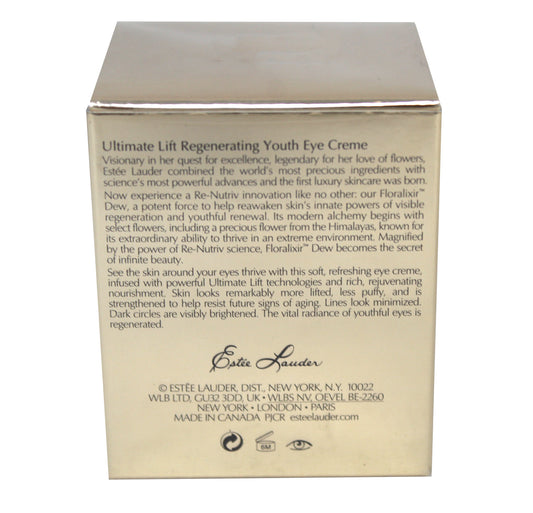 Ultimate Lift Regenerating Youth Eye Creme
Visionary in her quest for excellence, legendary for her love of flowers,
Estée Lauder combined the world's most precious ingredients with
science's most powerful advances and the first luxury skincare was born.
Now experience a Re-Nutriv innovation like no other: our Floralixir™
Dew, a potent force to help reawaken skin's innate powers of visible
regeneration and youthful renewal. Its modern alchemy begins with
select flowers, including a precious flower from the Himalayas, known for
its extraordinary ability to thrive in an extreme environment. Magnified
by the power of Re-Nutriv science, Floralixir™ Dew becomes the secret
of infinite beauty.
See the skin around your eyes thrive with this soft, refreshing eye creme,
infused with powerful Ultimate Lift technologies and rich, rejuvenating
nourishment. Skin looks remarkably more lifted, less puffy, and is
strengthened to help resist future signs of aging. Lines look minimized.
Dark circles are visibly brightened. The vital radiance of youthful eyes is
regenerated.
Estēe Lauder
© ESTÉE LAUDER, DIST., NEW YORK, N.Y. 10022
WLB LTD, GU32 3DD, UK • WLBS NV, OEVEL BE-2260
NEW YORK • LONDON • PARIS
MADE IN CANADA PJCR esteelauder.com
6M